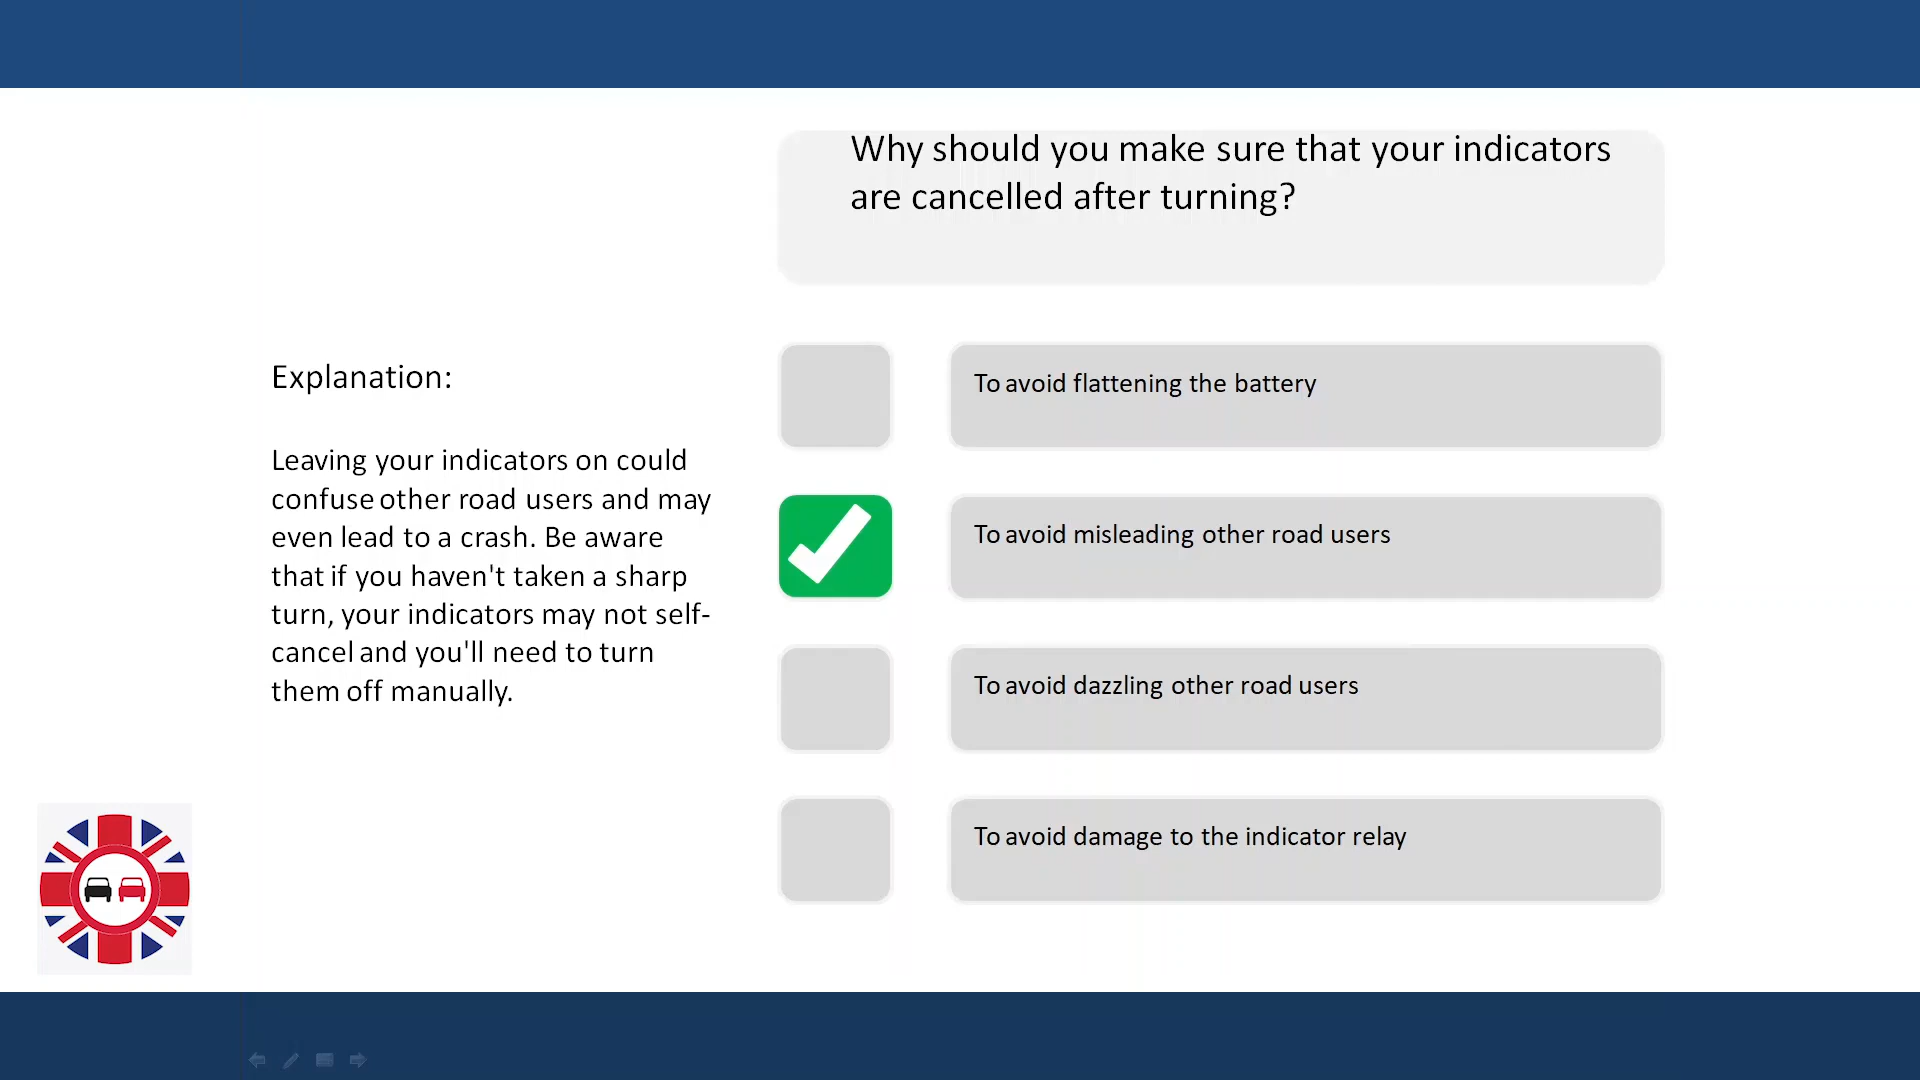 Why should you make sure that your indicators
are cancelled after turning?
Explanation:
Leaving your indicators on could
confuse other road users and may
even lead to a crash. Be aware
that if you haven't taken a sharp
turn, your indicators may not self-
cancel and you'll need to turn
them off manually.
To avoid flattening the battery
To avoid misleading other road users
To avoid dazzling other road users
To avoid damage to the indicator relay